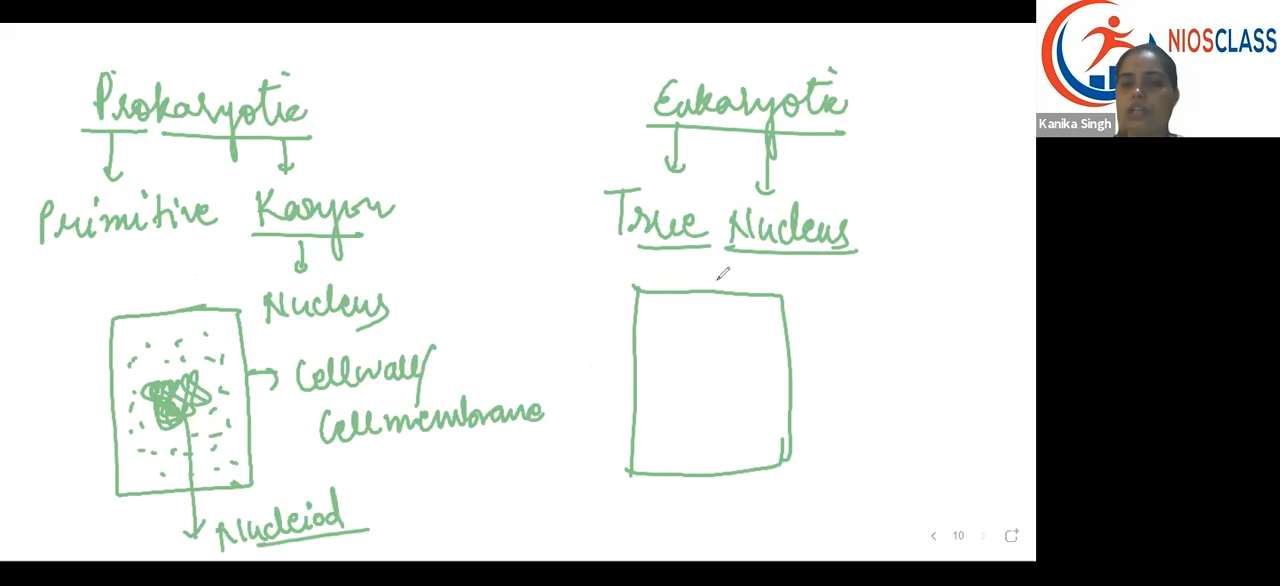 Prokaryotic
Primitive Karyon
Nucleus
Cellwall/
Cellmembrane
Nucleiod
Eukaryotic
True Nucleus
10
NIOSCLASS
Kanika Singh